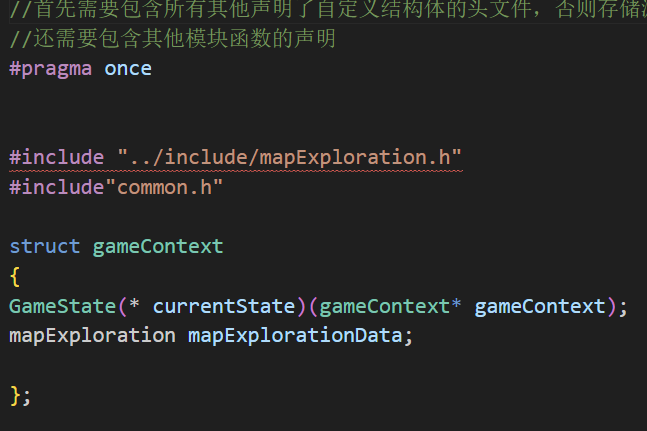 //首先需要包含所有其他声明了自定义结构体的头文件，否则存储
//还需要包含其他模块函数的声明
#pragma once
#include "../include/mapExploration.h"
#include"common.h"
struct gameContext
{
GameState(* currentState)(gameContext* gameContext);
mapExploration mapExplorationData;
};